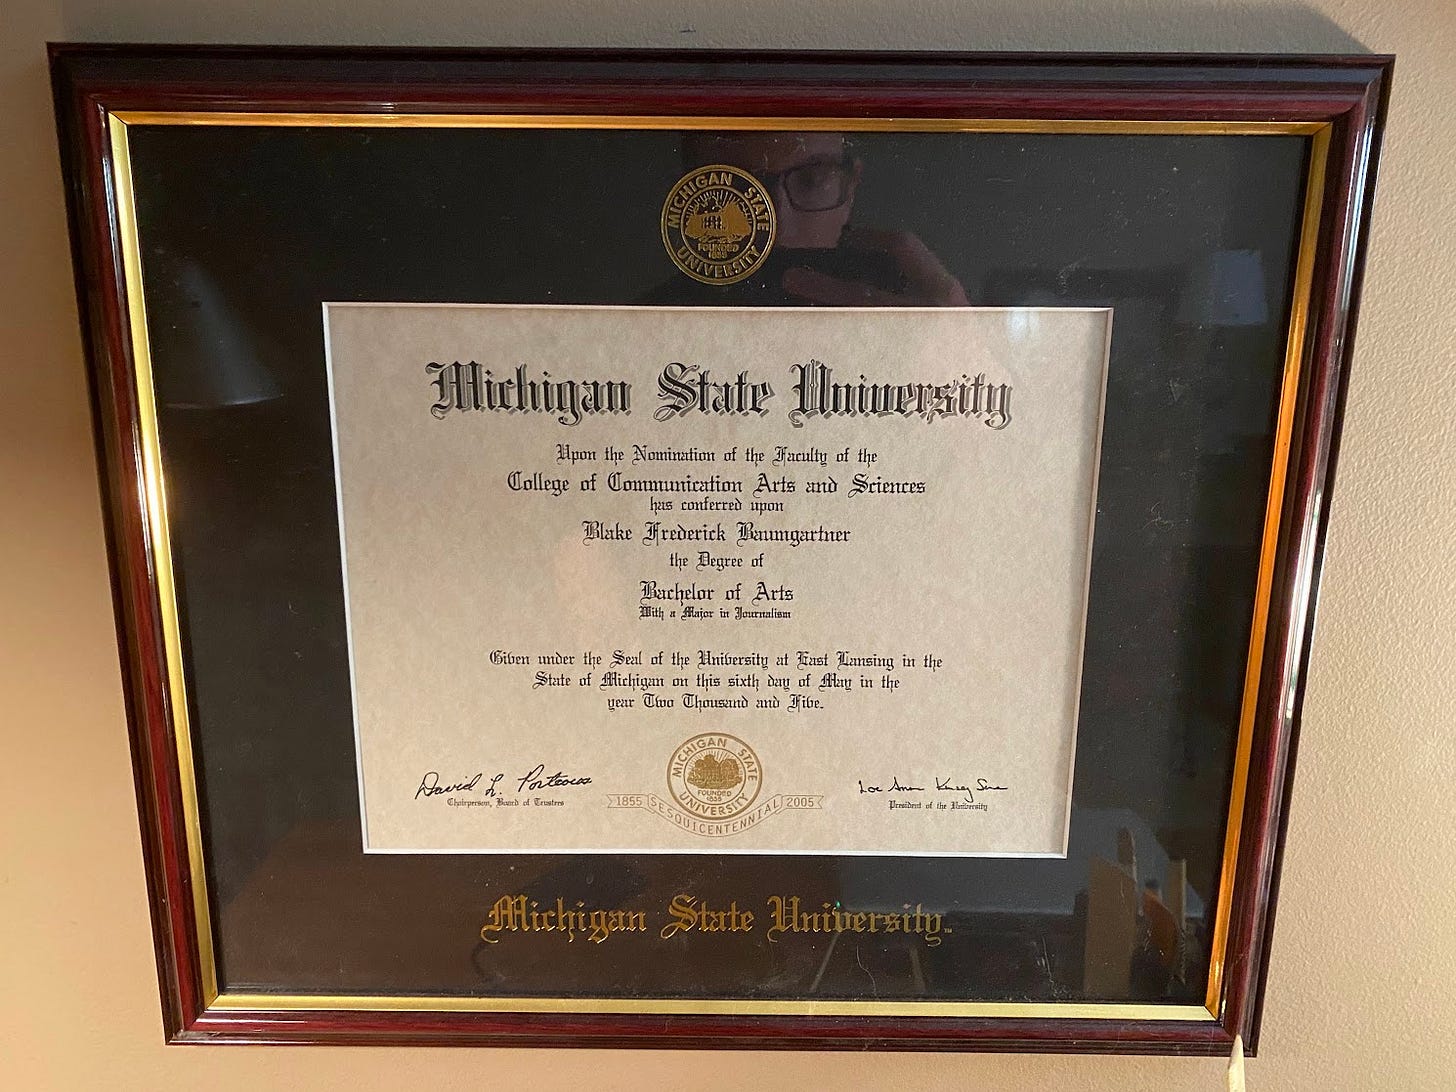 MICHIGAN STATE UNIVERSITY
FOUNDED
1855
Michigan State University
Upon the Nomination of the Faculty of the
College of Communication Arts and Sciences
has conferred upon
Blake Frederick Baumgartner
the Degree of
Bachelor of Arts
With a Major in Journalism
Given under the Seal of the University at East Lansing in the
State of Michigan on this sixth day of May in the
year Two Thousand and Five.
David L. Porteous
Chairperson, Board of Trustees
MICHIGAN STATE UNIVERSITY
FOUNDED
1855
1855 SESQUICENTENNIAL 2005
Lou Anna
President of the University
Michigan State University™